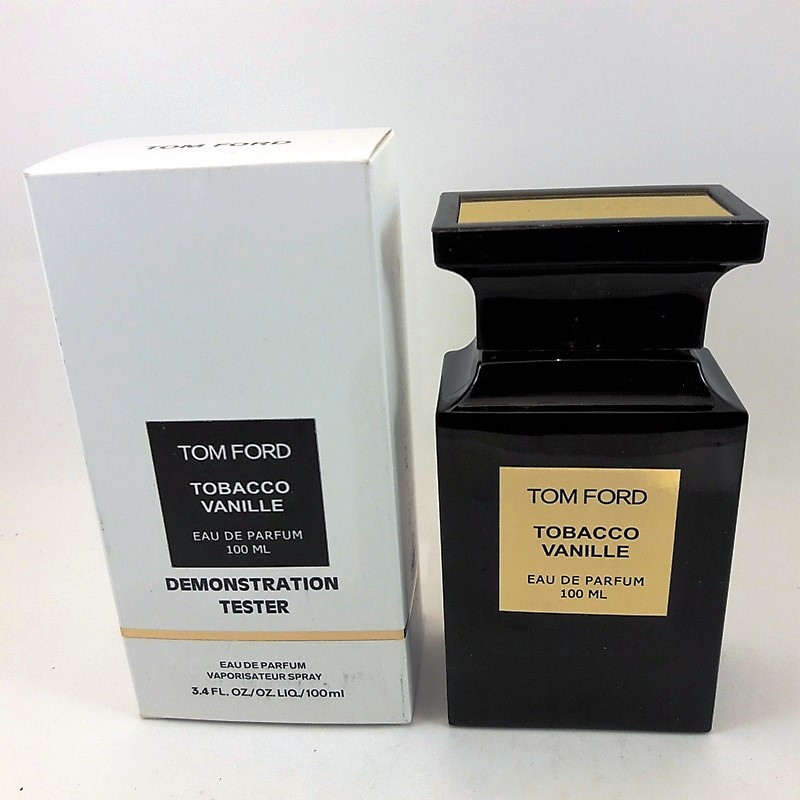 TOM FORD
TOM FORD
TOBACCO
VANILLE
EAU DE PARFUM
100 ML
DEMONSTRATION
TESTER
EAU DE PARFUM
VAPORISATEUR SPRAY
3.4 FL. OZ./OZ. LIQ./100ml
TOM FORD
TOBACCO
VANILLE
EAU DE PARFUM
100 ML